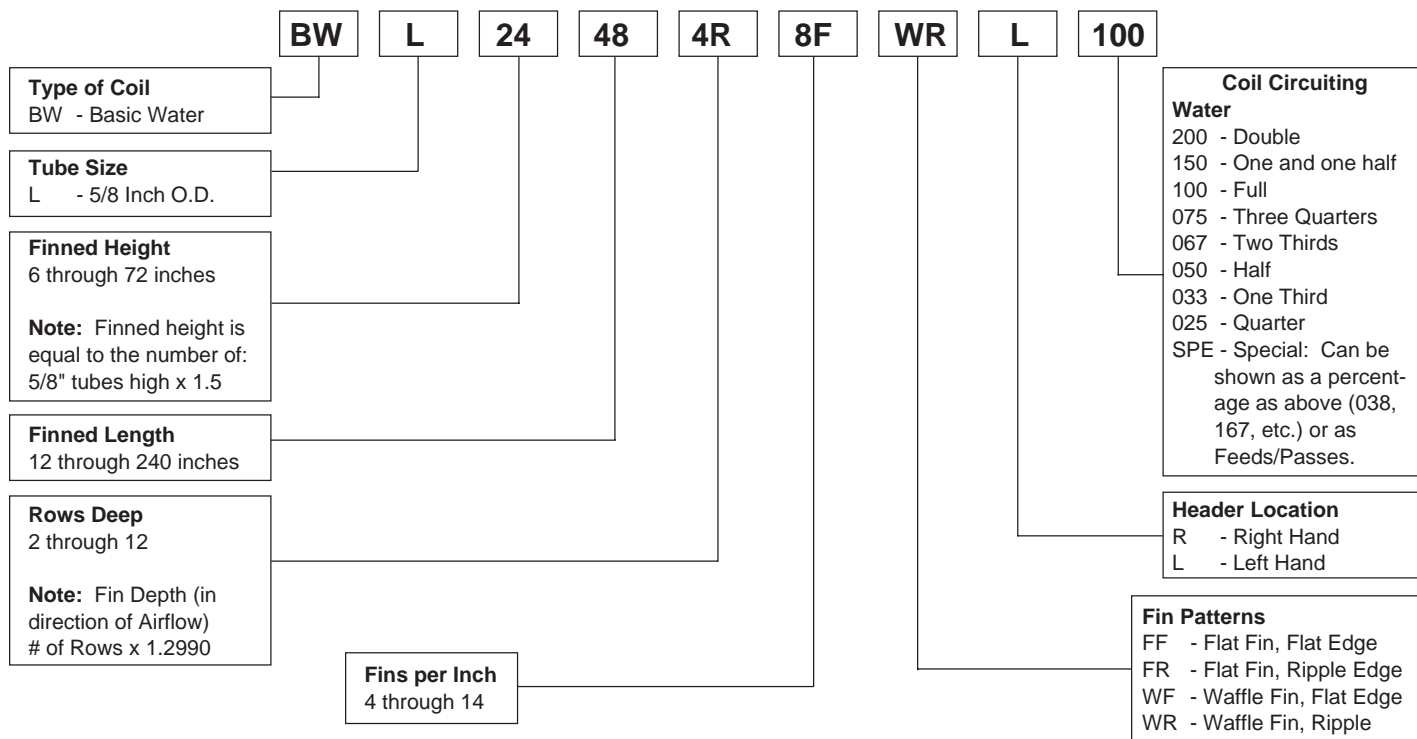 BW L 24 48 4R 8F WR L 100
Type of Coil
BW - Basic Water
Tube Size
L - 5/8 Inch O.D.
Finned Height
6 through 72 inches
Note: Finned height is
equal to the number of:
5/8" tubes high x 1.5
Finned Length
12 through 240 inches
Rows Deep
2 through 12
Note: Fin Depth (in
direction of Airflow)
# of Rows x 1.2990
Fins per Inch
4 through 14
Coil Circuiting
Water
200 - Double
150 - One and one half
100 - Full
075 - Three Quarters
067 - Two Thirds
050 - Half
033 - One Third
025 - Quarter
SPE - Special: Can be
shown as a percent-
age as above (038,
167, etc.) or as
Feeds/Passes.
Header Location
R - Right Hand
L - Left Hand
Fin Patterns
FF - Flat Fin, Flat Edge
FR - Flat Fin, Ripple Edge
WF - Waffle Fin, Flat Edge
WR - Waffle Fin, Ripple